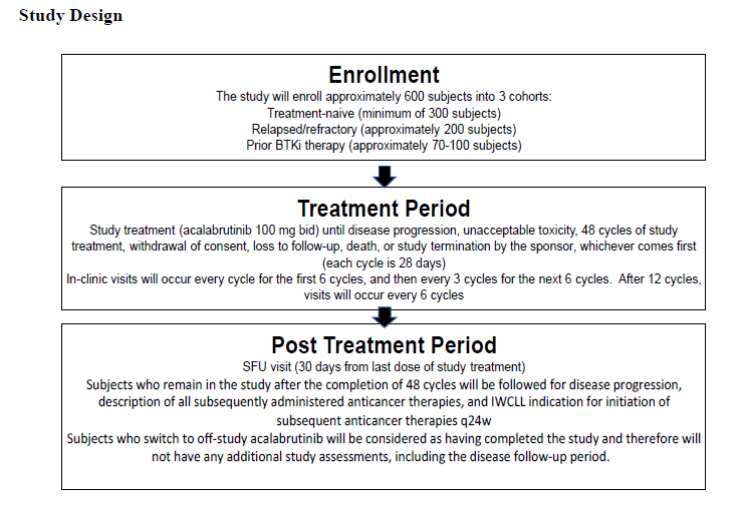 Study Design
Enrollment
The study will enroll approximately 600 subjects into 3 cohorts:
Treatment-naive (minimum of 300 subjects)
Relapsed/refractory (approximately 200 subjects)
Prior BTKi therapy (approximately 70-100 subjects)
Treatment Period
Study treatment (acalabrutinib 100 mg bid) until disease progression, unacceptable toxicity, 48 cycles of study
treatment, withdrawal of consent, loss to follow-up, death, or study termination by the sponsor, whichever comes first
(each cycle is 28 days)
In-clinic visits will occur every cycle for the first 6 cycles, and then every 3 cycles for the next 6 cycles. After 12 cycles,
visits will occur every 6 cycles
Post Treatment Period
SFU visit (30 days from last dose of study treatment)
Subjects who remain in the study after the completion of 48 cycles will be followed for disease progression,
description of all subsequently administered anticancer therapies, and IWCLL indication for initiation of
subsequent anticancer therapies q24w
Subjects who switch to off-study acalabrutinib will be considered as having completed the study and therefore will
not have any additional study assessments, including the disease follow-up period.